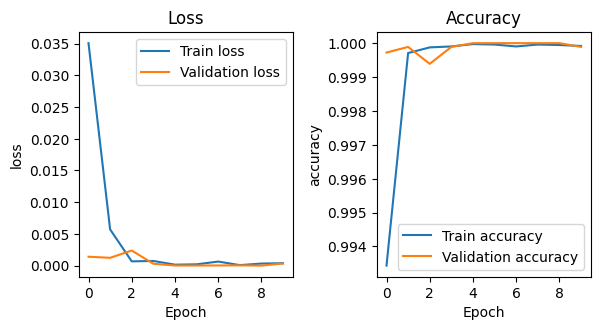 Loss
0.035
0.030
0.025
0.020
0.015
0.010
0.005
0.000
loss
Train loss
Validation loss
0 2 4 6 8
Epoch
Accuracy
1.000
0.999
0.998
0.997
0.996
0.995
0.994
accuracy
Train accuracy
Validation accuracy
0 2 4 6 8
Epoch